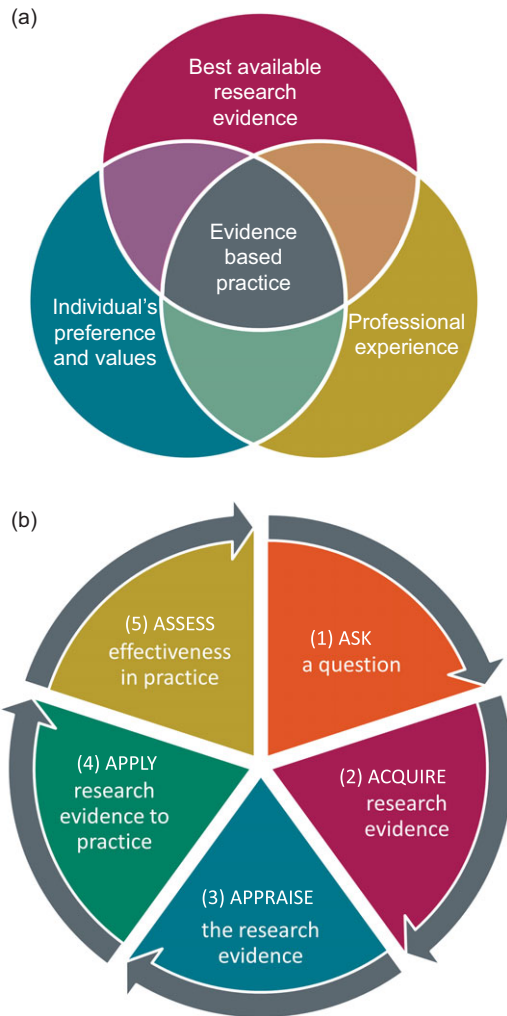 (a)
Best available
research
evidence
Evidence
based
practice
Individual's
preference
and values
Professional
experience
(b)
(1) ASK
a question
(2) ACQUIRE
research
evidence
(3) APPRAISE
the research
evidence
(4) APPLY
research
evidence to
practice
(5) ASSESS
effectiveness
in practice